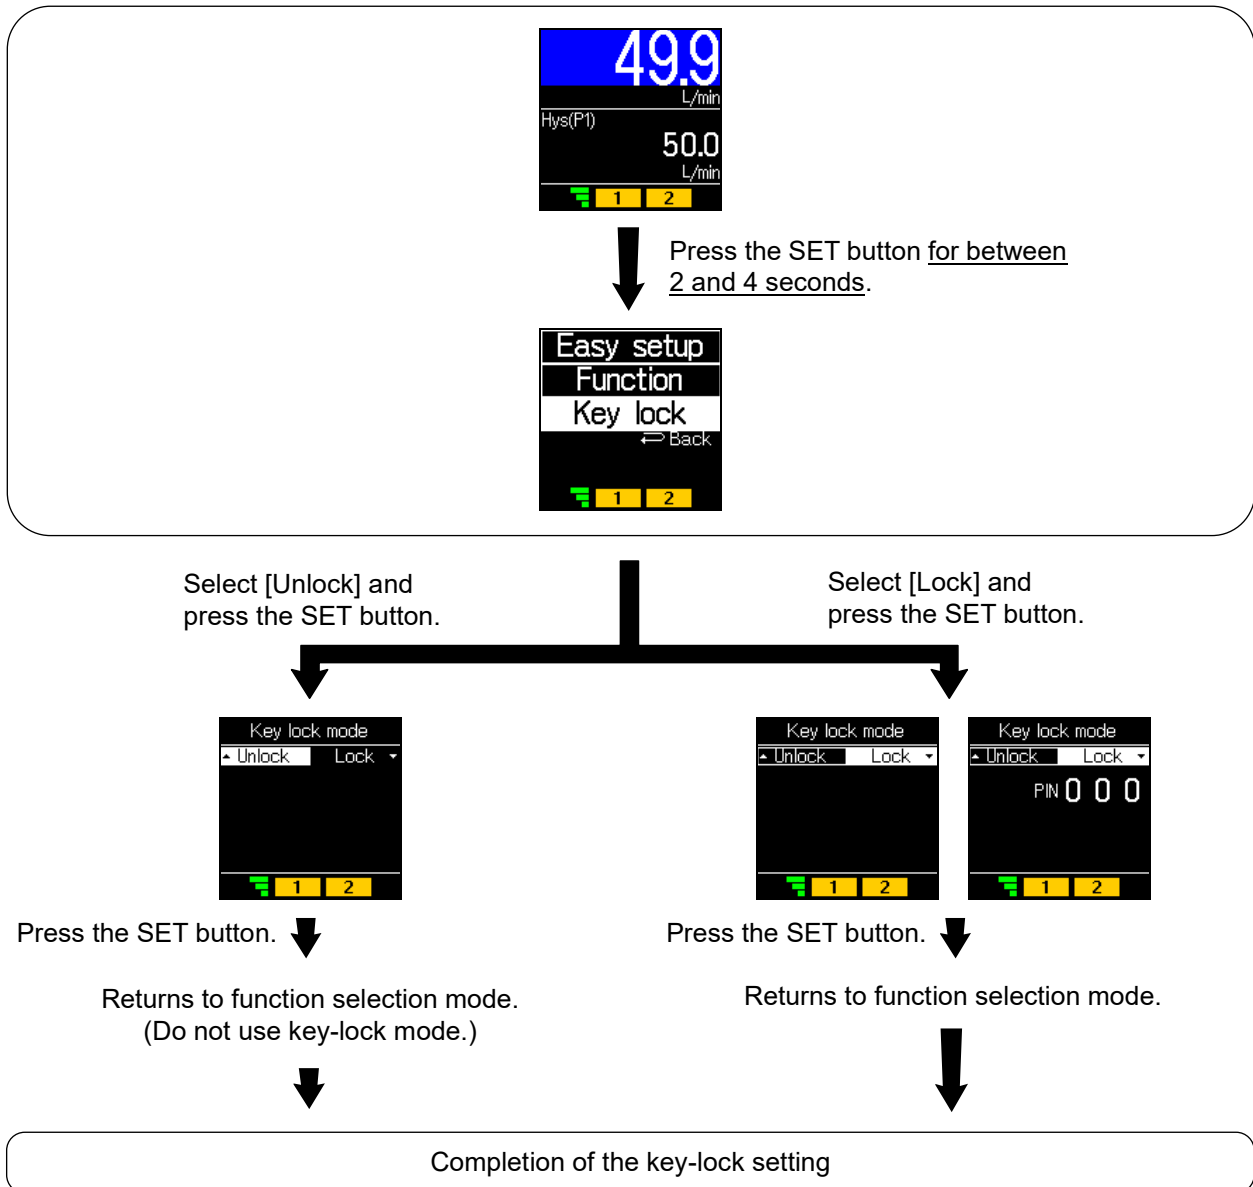 49.9
L/min
Hys(P1)
50.0
L/min
1 2
Press the SET button for between
2 and 4 seconds.
Easy setup
Function
Key lock
Back
1 2
Select [Unlock] and
press the SET button.
Select [Lock] and
press the SET button.
Key lock mode
Unlock Lock
1 2
Key lock mode
Unlock Lock
1 2
Key lock mode
Unlock Lock
PIN 0 0 0
1 2
Press the SET button.
Press the SET button.
Returns to function selection mode.
(Do not use key-lock mode.)
Returns to function selection mode.
Completion of the key-lock setting